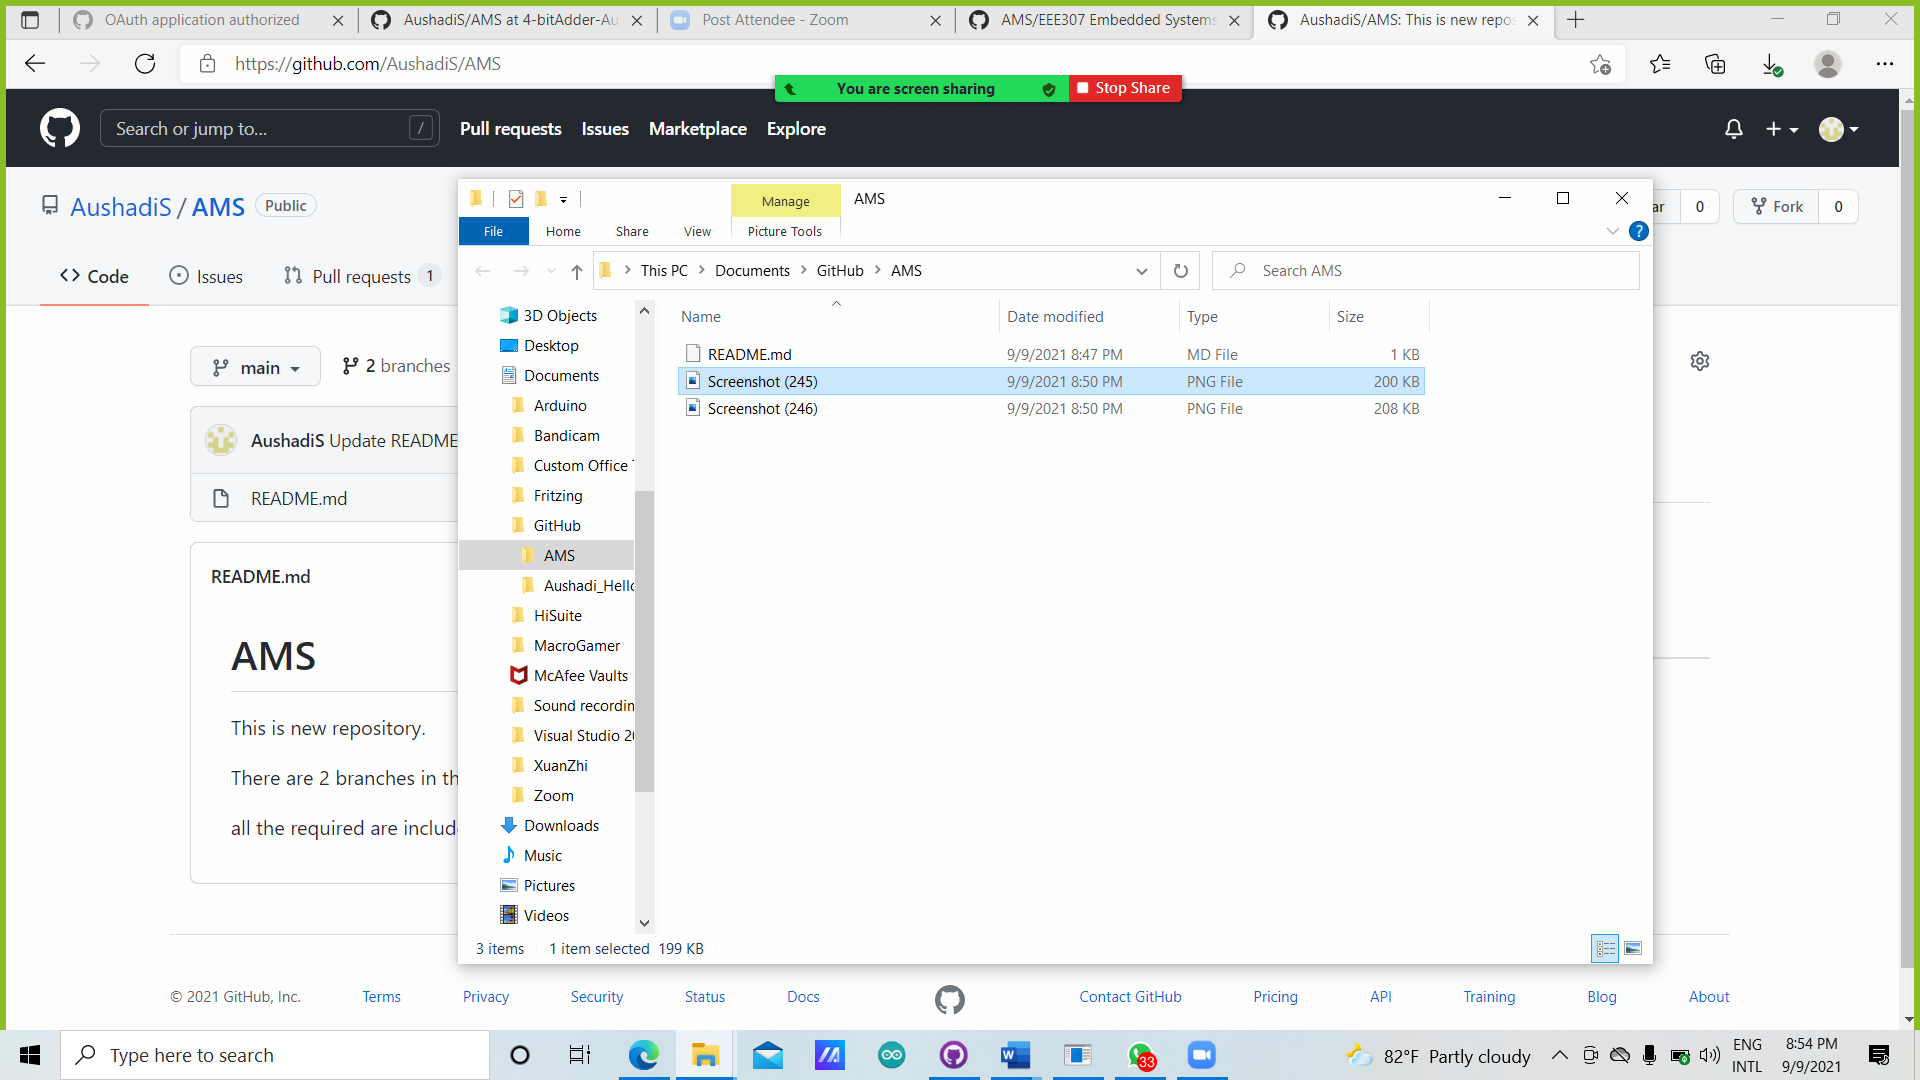 OAuth application authorized
AushadiS/AMS at 4-bitAdder-Au
Post Attendee - Zoom
AMS/EEE307 Embedded Systems
AushadiS/AMS: This is new repos
https://github.com/AushadiS/AMS
You are screen sharing
Stop Share
Search or jump to...
/
Pull requests
Issues
Marketplace
Explore
AushadiS / AMS
Public
ar
0
Fork
0
Code
Issues
Pull requests 1
main
2 branches
AushadiS Update README
README.md
README.md
AMS
This is new repository.
There are 2 branches in th
all the required are include
Manage
AMS
File
Home
Share
View
Picture Tools
?
This PC > Documents > GitHub > AMS
Search AMS
3D Objects
Desktop
Documents
Arduino
Bandicam
Custom Office T
Fritzing
GitHub
AMS
Aushadi_Hello
HiSuite
MacroGamer
McAfee Vaults
Sound recordin
Visual Studio 20
XuanZhi
Zoom
Downloads
Music
Pictures
Videos
Name Date modified Type Size
README.md 9/9/2021 8:47 PM MD File 1 KB
Screenshot (245) 9/9/2021 8:50 PM PNG File 200 KB
Screenshot (246) 9/9/2021 8:50 PM PNG File 208 KB
3 items 1 item selected 199 KB
© 2021 GitHub, Inc.
Terms
Privacy
Security
Status
Docs
Contact GitHub
Pricing
API
Training
Blog
About
Type here to search
33
82°F Partly cloudy
ENG
INTL
8:54 PM
9/9/2021